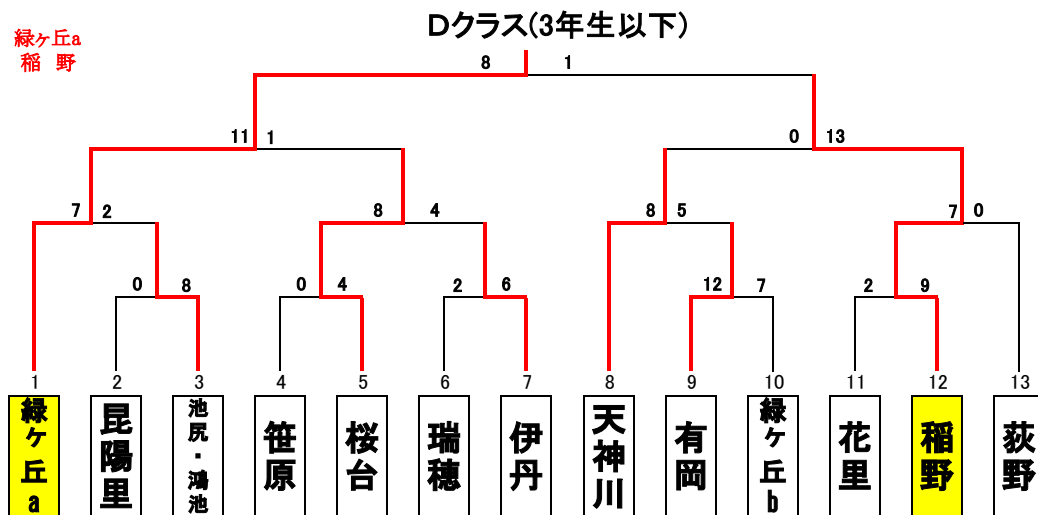 Dクラス(3年生以下)
緑ヶ丘a
稲 野
8 1
11 1 0 13
7 2 8 4 8 5 7 0
0 8 0 4 2 6 12 7 2 9
1 2 3 4 5 6 7 8 9 10 11 12 13
緑ヶ丘a
昆陽里
池尻・鴻池
笹原
桜台
瑞穂
伊丹
天神川
有岡
緑ヶ丘b
花里
稲野
荻野